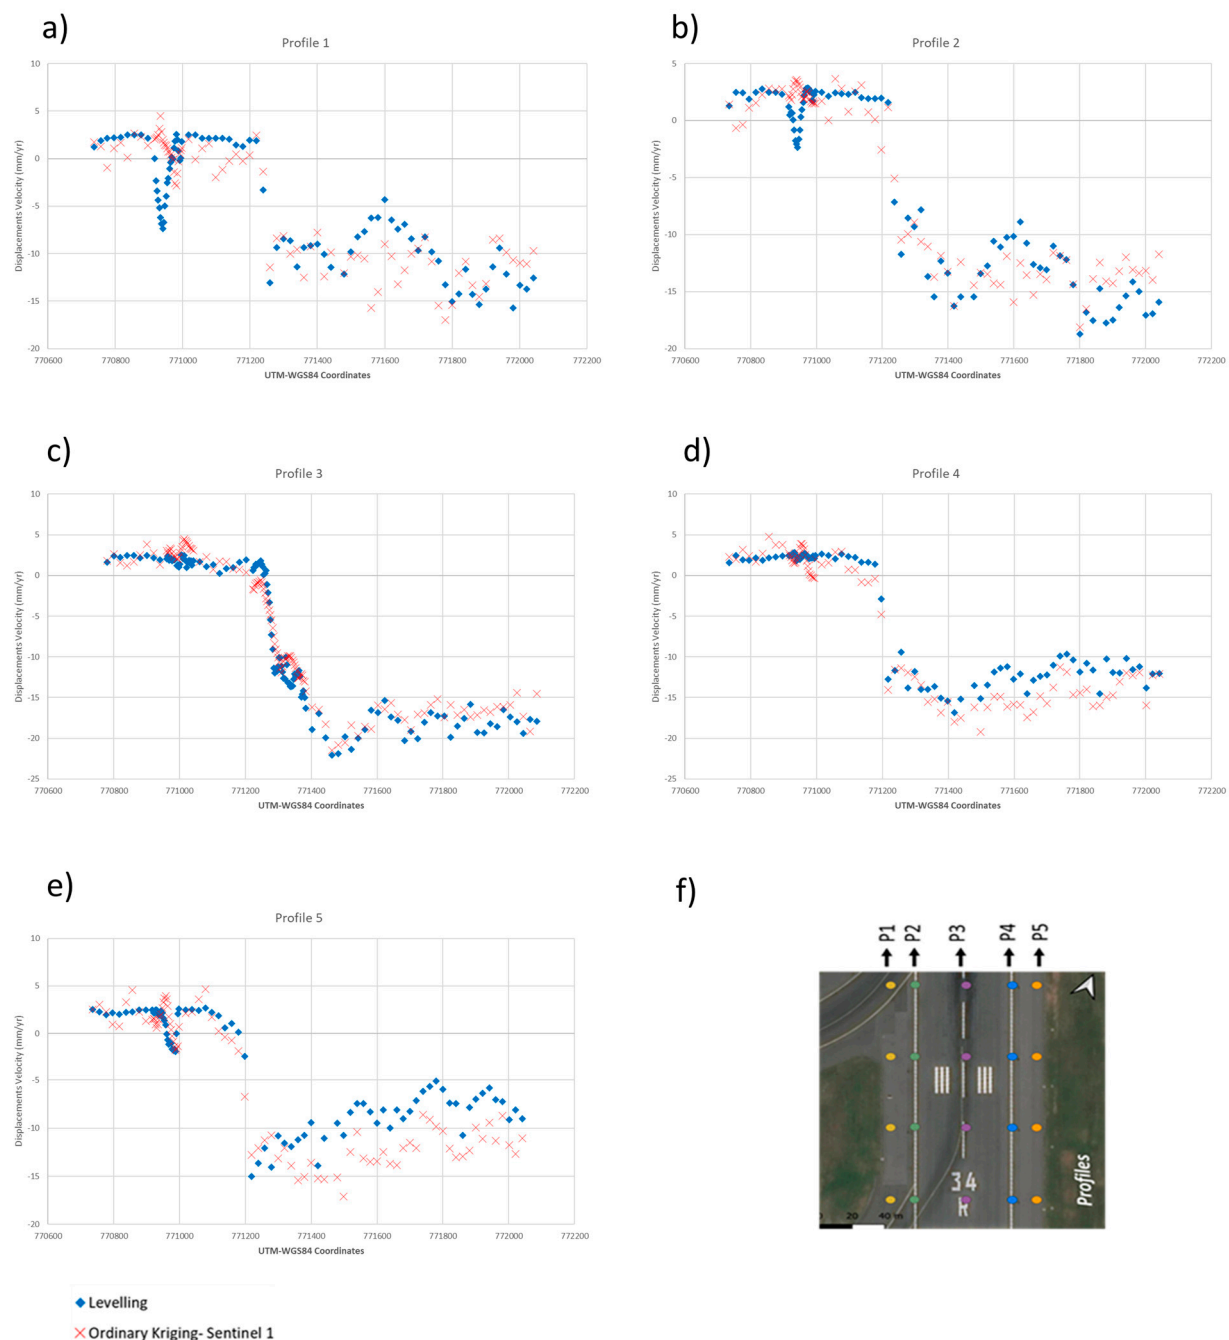 a)
Profile 1
10
5
0
-5
-10
-15
-20
Displacements Velocity (mm/yr)
770600 770800 771000 771200 771400 771600 771800 772000 772200
UTM-WGS84 Coordinates
b)
Profile 2
5
0
-5
-10
-15
-20
Displacements Velocity (mm/yr)
770600 770800 771000 771200 771400 771600 771800 772000 772200
UTM-WGS84 Coordinates
c)
Profile 3
10
5
0
-5
-10
-15
-20
-25
Displacements Velocity (mm/yr)
770600 770800 771000 771200 771400 771600 771800 772000 772200
UTM-WGS84 Coordinates
d)
Profile 4
10
5
0
-5
-10
-15
-20
-25
Displacements Velocity (mm/yr)
770600 770800 771000 771200 771400 771600 771800 772000 772200
UTM-WGS84 Coordinates
e)
Profile 5
10
5
0
-5
-10
-15
-20
Displacements Velocity (mm/yr)
770600 770800 771000 771200 771400 771600 771800 772000 772200
UTM-WGS84 Coordinates
f)
P1 P2 P3 P4 P5
34
R
Profiles
0 20 40 m
Levelling
Ordinary Kriging- Sentinel 1